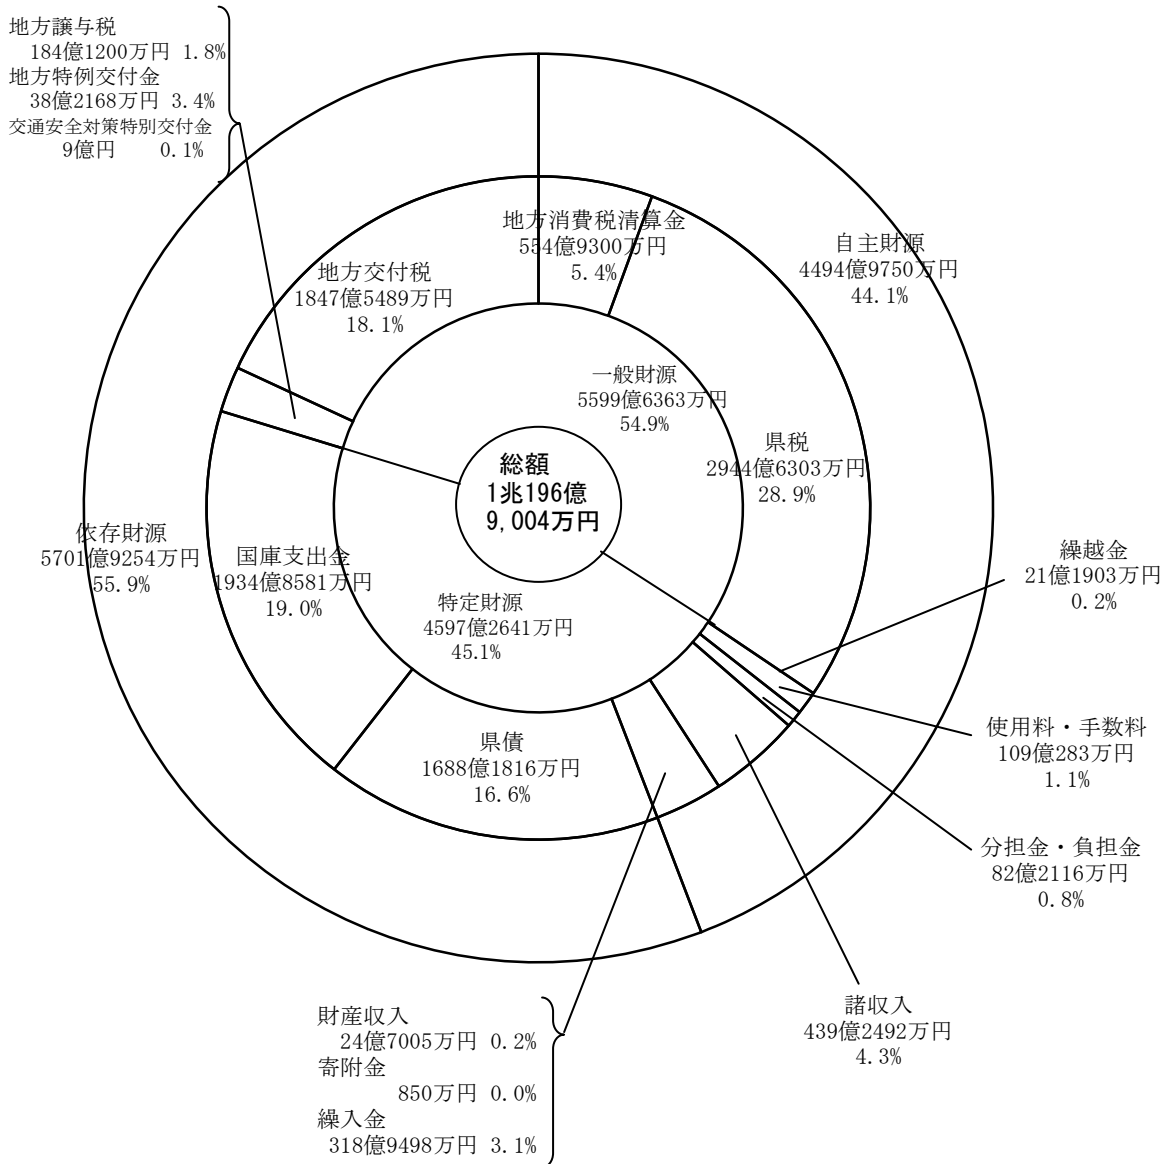 地方譲与税
184億1200万円 1.8%
地方特例交付金
38億2168万円 3.4%
交通安全対策特別交付金
9億円 0.1%
地方消費税清算金
554億9300万円
5.4%
自主財源
4494億9750万円
44.1%
地方交付税
1847億5489万円
18.1%
一般財源
5599億6363万円
54.9%
県税
2944億6303万円
28.9%
総額
1兆196億
9,004万円
依存財源
5701億9254万円
55.9%
国庫支出金
1934億8581万円
19.0%
特定財源
4597億2641万円
45.1%
繰越金
21億1903万円
0.2%
県債
1688億1816万円
16.6%
使用料・手数料
109億283万円
1.1%
分担金・負担金
82億2116万円
0.8%
諸収入
439億2492万円
4.3%
財産収入
24億7005万円 0.2%
寄附金
850万円 0.0%
繰入金
318億9498万円 3.1%